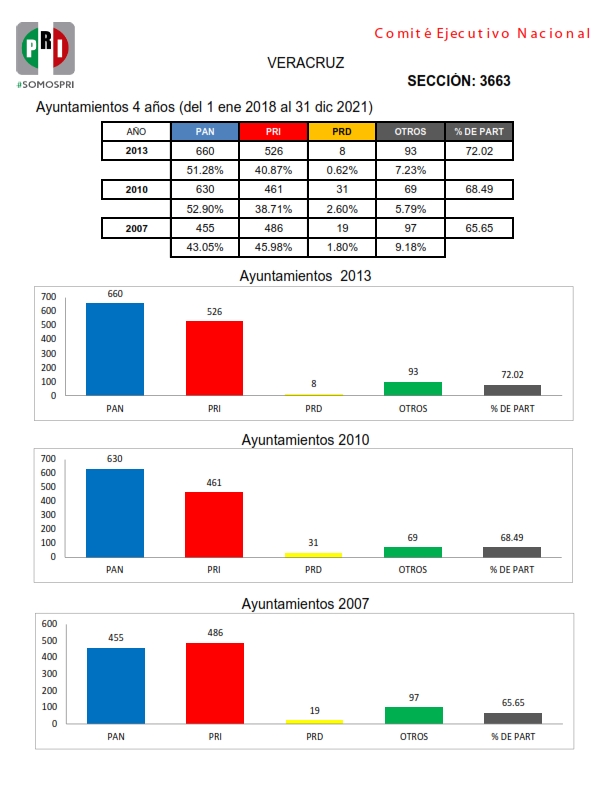 Comité Ejecutivo Nacional
PRI
#SOMOSPRI
VERACRUZ
SECCIÓN: 3663
Ayuntamientos 4 años (del 1 ene 2018 al 31 dic 2021)
AÑO PAN PRI PRD OTROS % DE PART
2013 660 526 8 93 72.02
51.28% 40.87% 0.62% 7.23%
2010 630 461 31 69 68.49
52.90% 38.71% 2.60% 5.79%
2007 455 486 19 97 65.65
43.05% 45.98% 1.80% 9.18%
Ayuntamientos 2013
700
600
500
400
300
200
100
0
660
526
8
93
72.02
PAN PRI PRD OTROS % DE PART
Ayuntamientos 2010
700
600
500
400
300
200
100
0
630
461
31
69
68.49
PAN PRI PRD OTROS % DE PART
Ayuntamientos 2007
600
500
400
300
200
100
0
455
486
19
97
65.65
PAN PRI PRD OTROS % DE PART